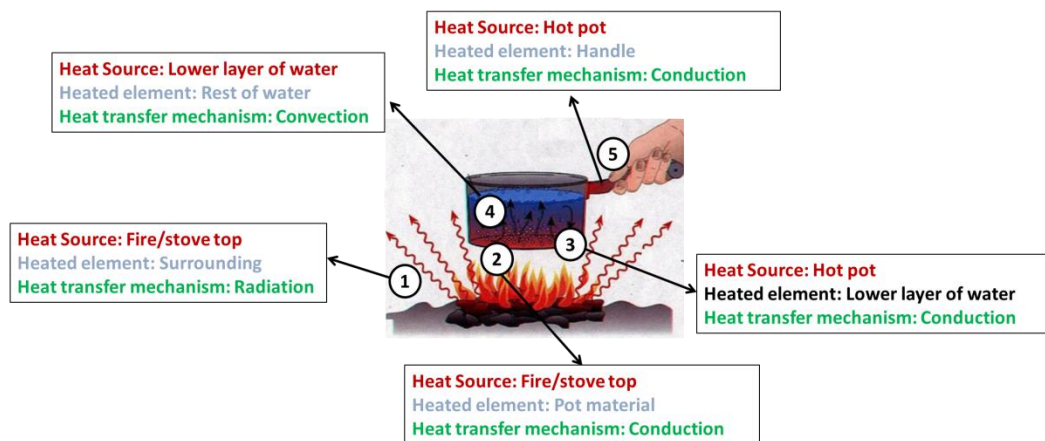 Heat Source: Hot pot
Heated element: Handle
Heat transfer mechanism: Conduction
Heat Source: Lower layer of water
Heated element: Rest of water
Heat transfer mechanism: Convection
5
4
3
2
1
Heat Source: Fire/stove top
Heated element: Surrounding
Heat transfer mechanism: Radiation
Heat Source: Hot pot
Heated element: Lower layer of water
Heat transfer mechanism: Conduction
Heat Source: Fire/stove top
Heated element: Pot material
Heat transfer mechanism: Conduction